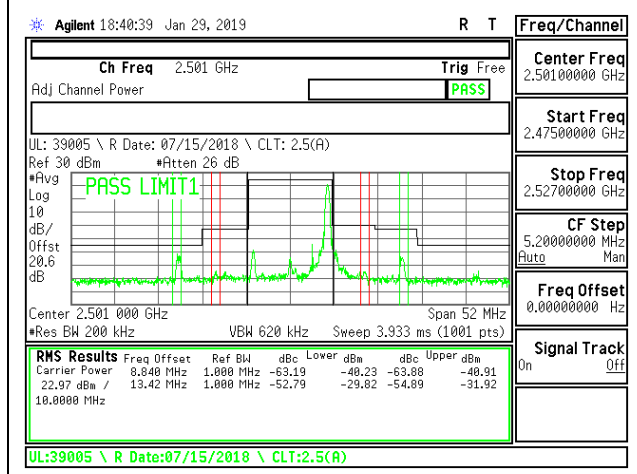 Agilent 18:40:39 Jan 29, 2019 R T
Freq/Channel
Ch Freq 2.501 GHz Trig Free
Adj Channel Power PASS
UL: 39005 \ R Date: 07/15/2018 \ CLT: 2.5(A)
Ref 30 dBm #Atten 26 dB
#Avg
Log
10
dB/
Offst
20.6
dB
PASS LIMIT1
Center 2.501 000 GHz Span 52 MHz
#Res BW 200 kHz VBW 620 kHz Sweep 3.933 ms (1001 pts)
RMS Results Freq Offset Ref BW dBc Lower dBm dBc Upper dBm
Carrier Power 8.840 MHz 1.000 MHz -63.19 -40.23 -63.88 -40.91
22.97 dBm / 13.42 MHz 1.000 MHz -52.79 -29.82 -54.89 -31.92
10.0000 MHz
UL:39005 \ R Date:07/15/2018 \ CLT:2.5(A)
Center Freq
2.50100000 GHz
Start Freq
2.47500000 GHz
Stop Freq
2.52700000 GHz
CF Step
5.20000000 MHz
Auto Man
Freq Offset
0.00000000 Hz
Signal Track
On Off